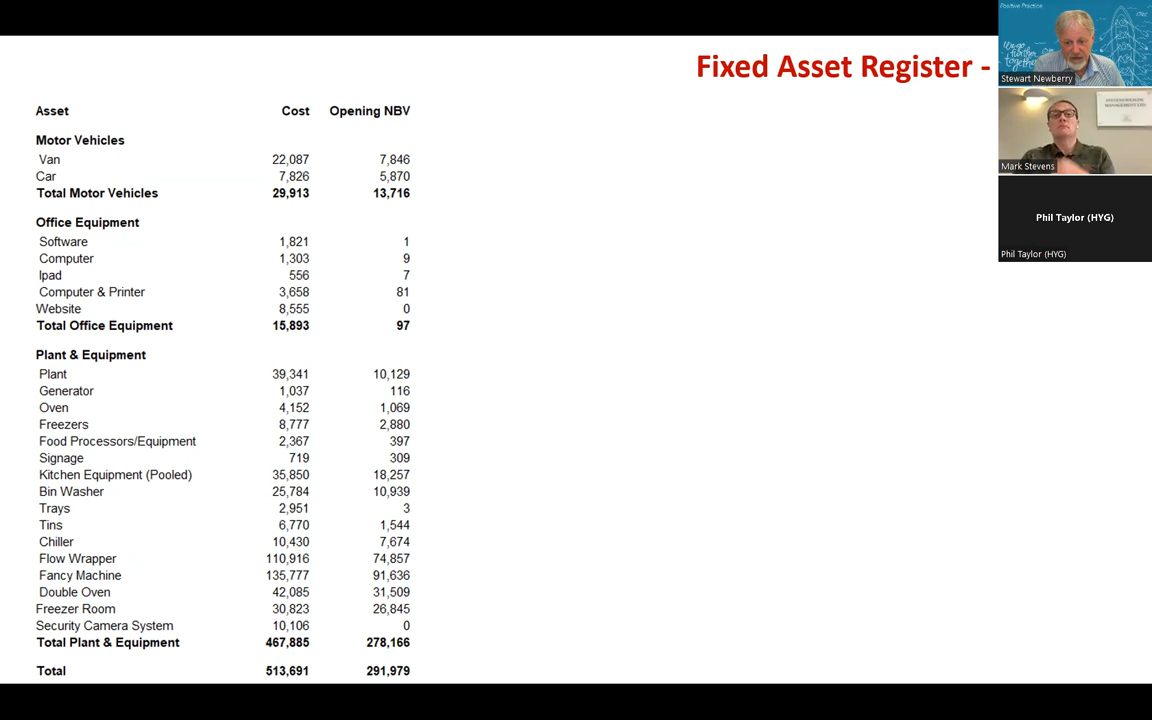 Fixed Asset Register -
Asset Cost Opening NBV
Motor Vehicles
Van 22,087 7,846
Car 7,826 5,870
Total Motor Vehicles 29,913 13,716
Office Equipment
Software 1,821 1
Computer 1,303 9
Ipad 556 7
Computer & Printer 3,658 81
Website 8,555 0
Total Office Equipment 15,893 97
Plant & Equipment
Plant 39,341 10,129
Generator 1,037 116
Oven 4,152 1,069
Freezers 8,777 2,880
Food Processors/Equipment 2,367 397
Signage 719 309
Kitchen Equipment (Pooled) 35,850 18,257
Bin Washer 25,784 10,939
Trays 2,951 3
Tins 6,770 1,544
Chiller 10,430 7,674
Flow Wrapper 110,916 74,857
Fancy Machine 135,777 91,636
Double Oven 42,085 31,509
Freezer Room 30,823 26,845
Security Camera System 10,106 0
Total Plant & Equipment 467,885 278,166
Total 513,691 291,979
Positive Practice
go
further
together
Stewart Newberry
MANAGEMENT LTD
Mark Stevens
Phil Taylor (HYG)
Phil Taylor (HYG)